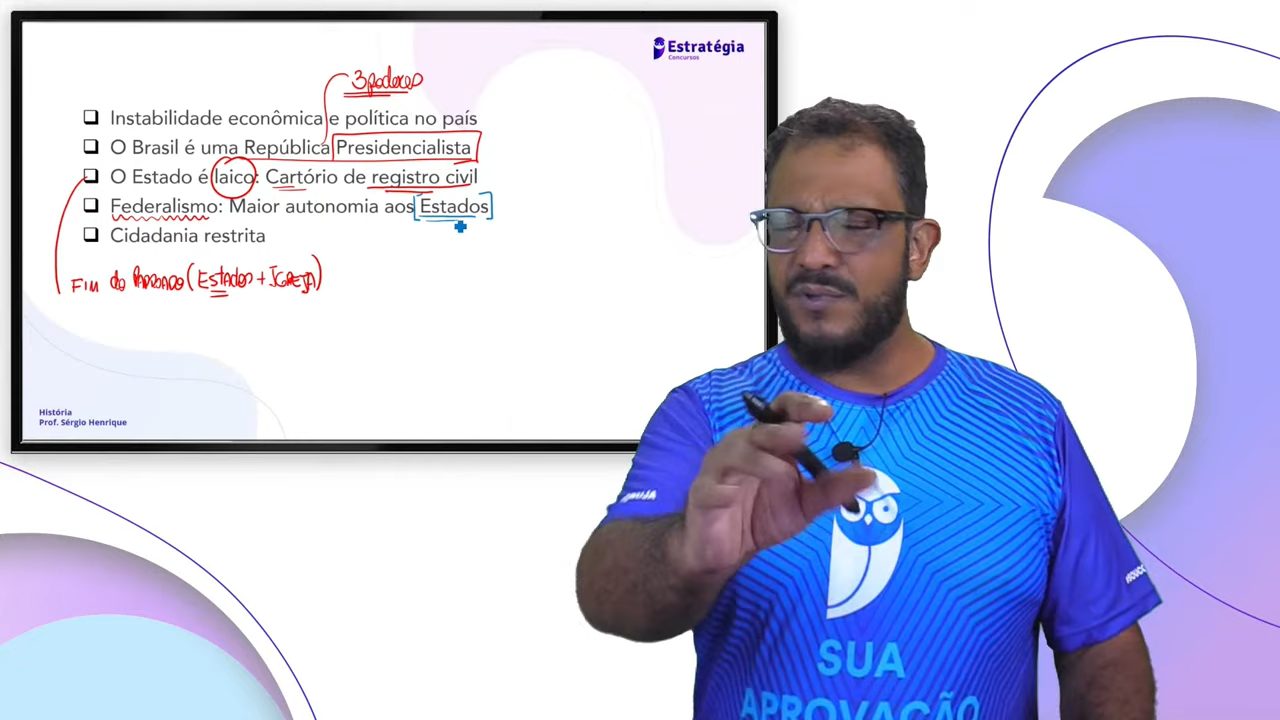 Estratégia
Concursos
3 poderes
Instabilidade econômica e política no país
O Brasil é uma República Presidencialista
O Estado é laico: Cartório de registro civil
Federalismo: Maior autonomia aos Estados
Cidadania restrita
FIM do PADROADO (ESTADOS + IGREJA)
História
Prof. Sérgio Henrique
SUA
APROVAÇÃO